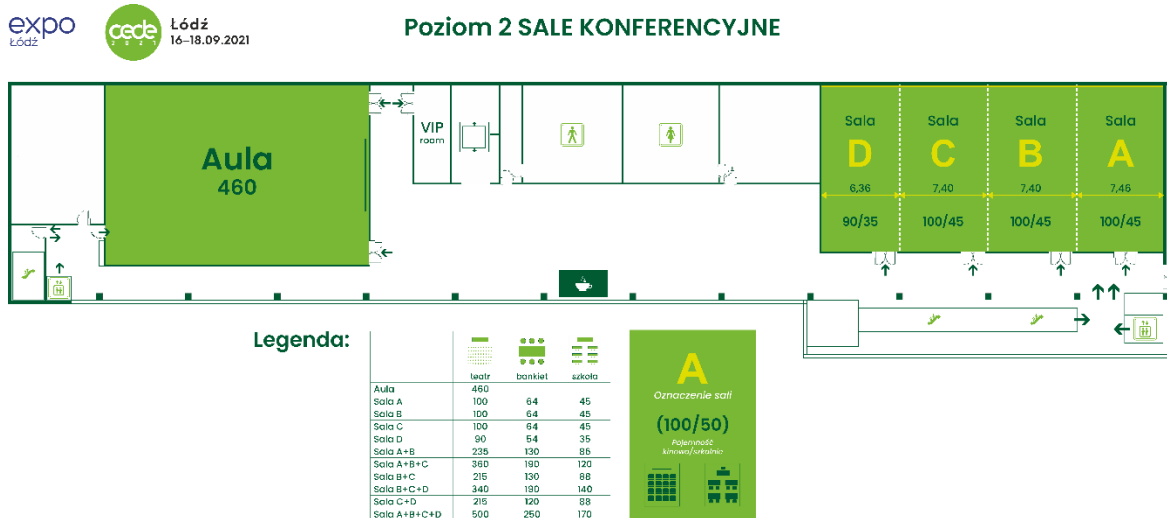 expo
Łódź
cede
2021
Łódź
16–18.09.2021
Poziom 2 SALE KONFERENCYJNE
Aula
460
VIP
room
Sala
D
6,36
90/35
Sala
C
7,40
100/45
Sala
B
7,40
100/45
Sala
A
7,46
100/45
Legenda:
teatr bankiet szkoła
Aula 460
Sala A 100 64 45
Sala B 100 64 45
Sala C 100 64 45
Sala D 90 54 35
Sala A+B 235 130 86
Sala A+B+C 360 190 120
Sala B+C 215 130 88
Sala B+C+D 340 190 140
Sala C+D 215 120 88
Sala A+B+C+D 500 250 170
A
Oznaczenie sali
(100/50)
Pojemność
kinowa/szkolnie